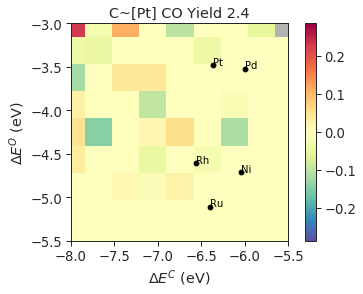 C~[Pt] CO Yield 2.4
−3.0
−3.5
−4.0
−4.5
−5.0
−5.5
ΔE^O (eV)
Pt
Pd
Rh
Ni
Ru
−8.0 −7.5 −7.0 −6.5 −6.0 −5.5
ΔE^C (eV)
0.2
0.1
0.0
−0.1
−0.2